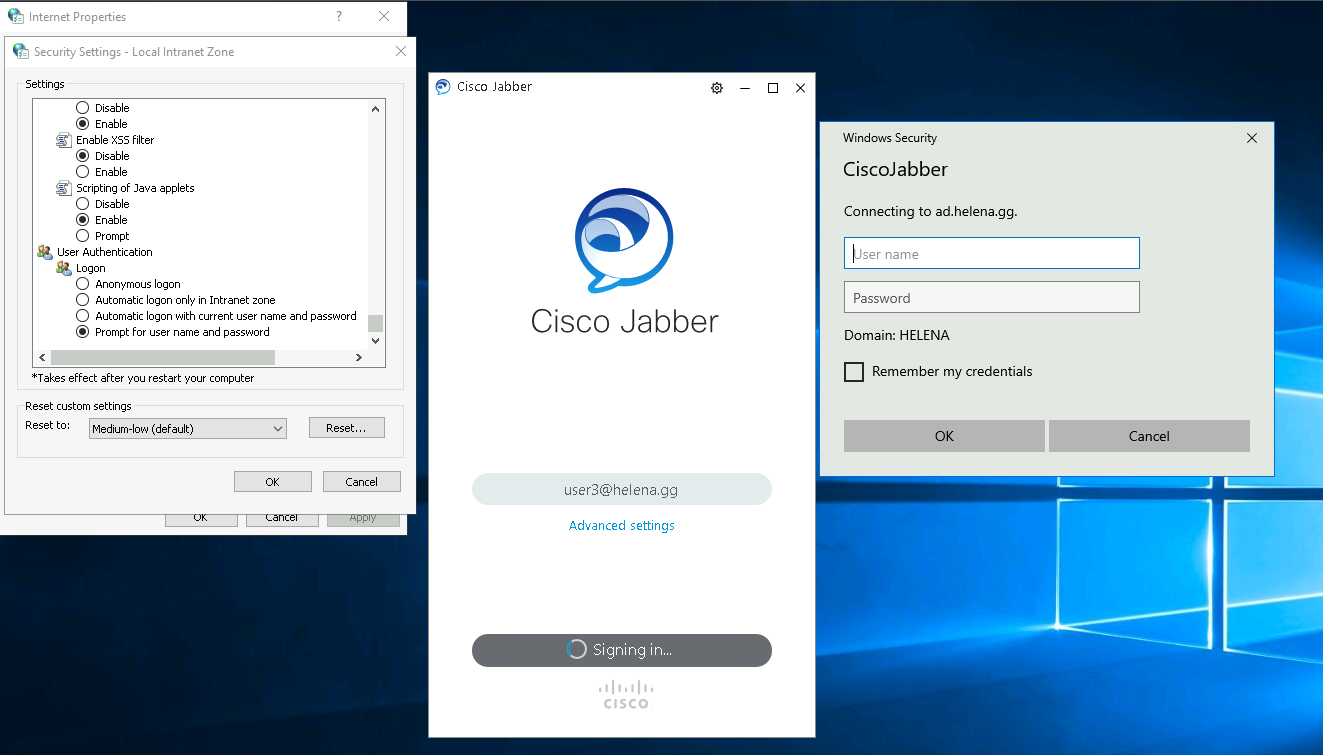 Internet Properties
?
Security Settings - Local Intranet Zone
Settings
Disable
Enable
Enable XSS filter
Disable
Enable
Scripting of Java applets
Disable
Enable
Prompt
User Authentication
Logon
Anonymous logon
Automatic logon only in Intranet zone
Automatic logon with current user name and password
Prompt for user name and password
*Takes effect after you restart your computer
Reset custom settings
Reset to:
Medium-low (default)
Reset...
OK
Cancel
OK
Cancel
Apply
Cisco Jabber
Cisco Jabber
user3@helena.gg
Advanced settings
Signing in...
cisco
Windows Security
CiscoJabber
Connecting to ad.helena.gg.
User name
Password
Domain: HELENA
Remember my credentials
OK
Cancel